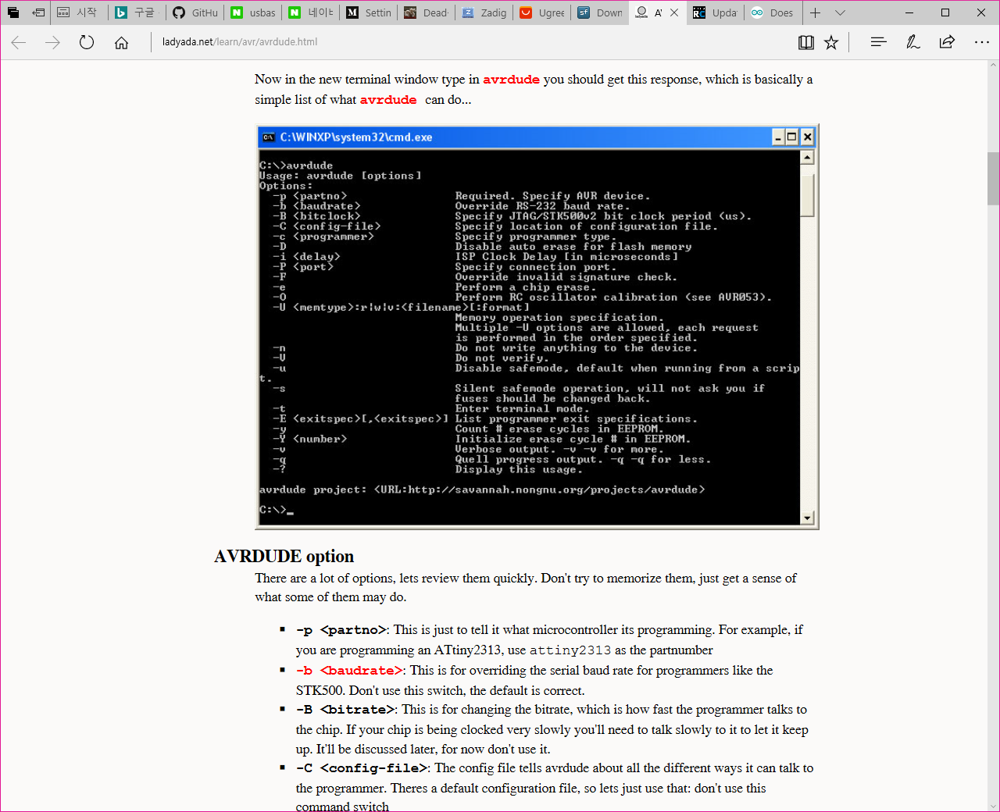 시작
구글
GitHu
usbas
네이ㅂ
Settin
Dead
Zadig
Ugree
Down
A'
Upda
Does
ladyada.net/learn/avr/avrdude.html
Now in the new terminal window type in avrdude you should get this response, which is basically a
simple list of what avrdude can do...
C:\WINXP\system32\cmd.exe
C:\>avrdude
Usage: avrdude [options]
Options:
-p <partno> Required. Specify AVR device.
-b <baudrate> Override RS-232 baud rate.
-B <bitclock> Specify JTAG/STK500v2 bit clock period (us).
-C <config-file> Specify location of configuration file.
-c <programmer> Specify programmer type.
-D Disable auto erase for flash memory
-i <delay> ISP Clock Delay [in microseconds]
-P <port> Specify connection port.
-F Override invalid signature check.
-e Perform a chip erase.
-O Perform RC oscillator calibration (see AVR053).
-U <memtype>:r|w|v:<filename>[:format]
Memory operation specification.
Multiple -U options are allowed, each request
is performed in the order specified.
-n Do not write anything to the device.
-V Do not verify.
-u Disable safemode, default when running from a scrip
t.
-s Silent safemode operation, will not ask you if
fuses should be changed back.
-t Enter terminal mode.
-E <exitspec>[,<exitspec>] List programmer exit specifications.
-y Count # erase cycles in EEPROM.
-Y <number> Initialize erase cycle # in EEPROM.
-v Verbose output. -v -v for more.
-q Quell progress output. -q -q for less.
-? Display this usage.
avrdude project: <URL:http://savannah.nongnu.org/projects/avrdude>
C:\>_
AVRDUDE option
There are a lot of options, lets review them quickly. Don't try to memorize them, just get a sense of
what some of them may do.
-p <partno>: This is just to tell it what microcontroller its programming. For example, if
you are programming an ATtiny2313, use attiny2313 as the partnumber
-b <baudrate>: This is for overriding the serial baud rate for programmers like the
STK500. Don't use this switch, the default is correct.
-B <bitrate>: This is for changing the bitrate, which is how fast the programmer talks to
the chip. If your chip is being clocked very slowly you'll need to talk slowly to it to let it keep
up. It'll be discussed later, for now don't use it.
-C <config-file>: The config file tells avrdude about all the different ways it can talk to
the programmer. Theres a default configuration file, so lets just use that: don't use this
command switch